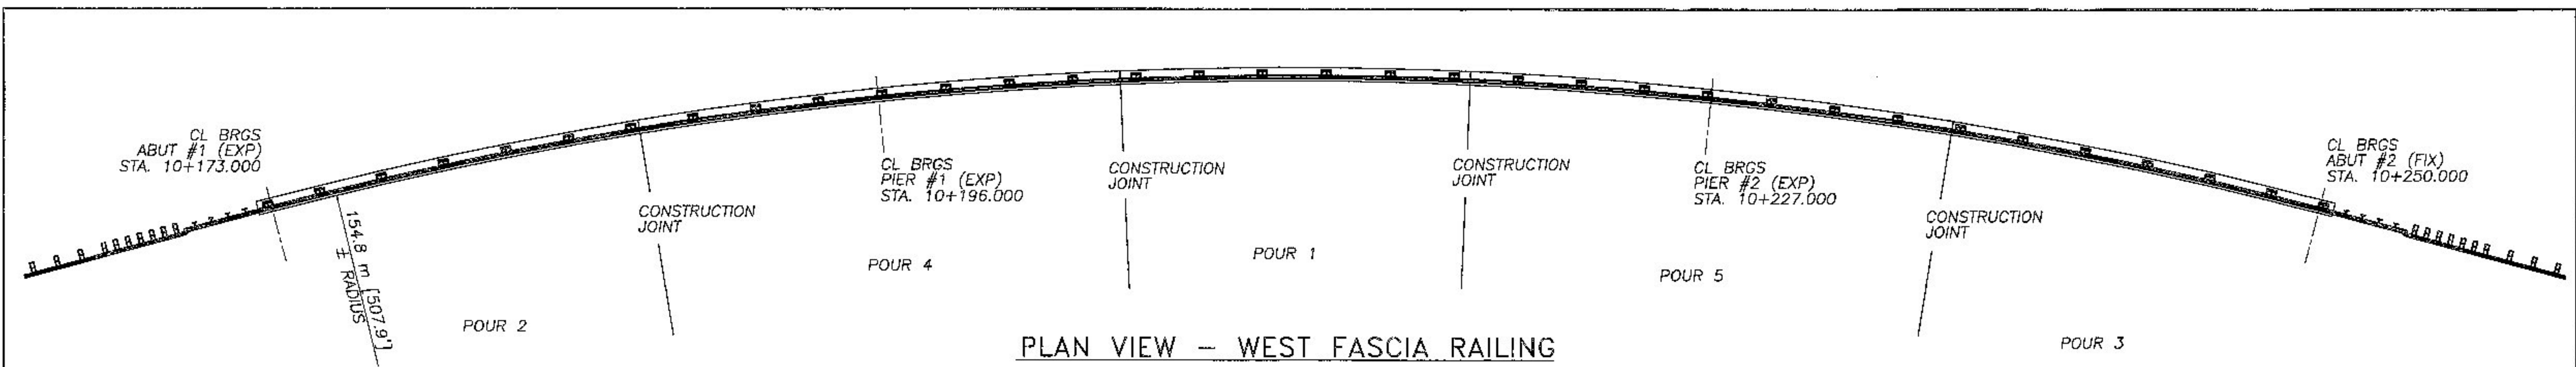 CL BRGS
ABUT #1 (EXP)
STA. 10+173.000
154.8 m [507.9']
± RADIUS
POUR 2
CONSTRUCTION
JOINT
POUR 4
CL BRGS
PIER #1 (EXP)
STA. 10+196.000
CONSTRUCTION
JOINT
POUR 1
CONSTRUCTION
JOINT
POUR 5
CL BRGS
PIER #2 (EXP)
STA. 10+227.000
CONSTRUCTION
JOINT
POUR 3
CL BRGS
ABUT #2 (FIX)
STA. 10+250.000
PLAN VIEW – WEST FASCIA RAILING